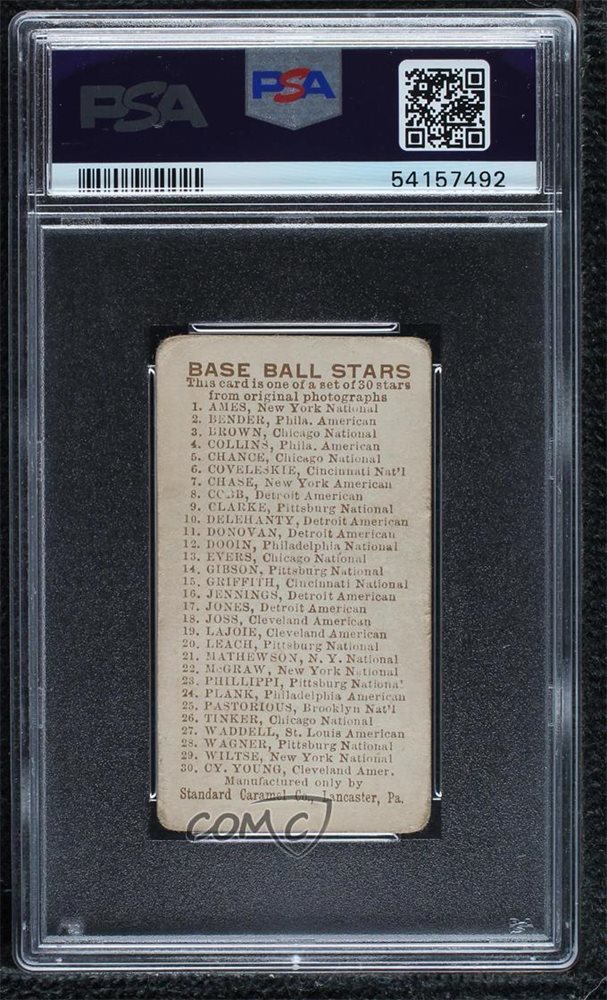 PSA
PSA
54157492
BASE BALL STARS
This card is one of a set of 30 stars
from original photographs
1. AMES, New York National
2. BENDER, Phila. American
3. BROWN, Chicago National
4. COLLINS, Phila. American
5. CHANCE, Chicago National
6. COVELESKIE, Cincinnati Nat'l
7. CHASE, New York American
8. COBB, Detroit American
9. CLARKE, Pittsburg National
10. DELEHANTY, Detroit American
11. DONOVAN, Detroit American
12. DOOIN, Philadelphia National
13. EVERS, Chicago National
14. GIBSON, Pittsburg National
15. GRIFFITH, Cincinnati National
16. JENNINGS, Detroit American
17. JONES, Detroit American
18. JOSS, Cleveland American
19. LAJOIE, Cleveland American
20. LEACH, Pittsburg National
21. MATHEWSON, N. Y. National
22. McGRAW, New York National
23. PHILLIPPI, Pittsburg National
24. PLANK, Philadelphia American
25. PASTORIOUS, Brooklyn Nat'l
26. TINKER, Chicago National
27. WADDELL, St. Louis American
28. WAGNER, Pittsburg National
29. WILTSE, New York National
30. CY. YOUNG, Cleveland Amer.
Manufactured only by
Standard Caramel Co., Lancaster, Pa.
COMC